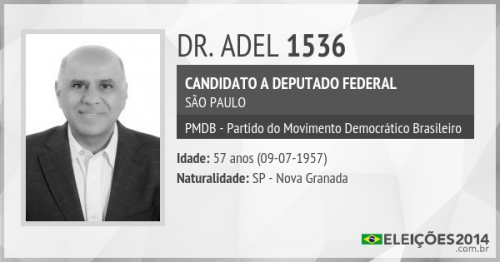 DR. ADEL 1536
CANDIDATO A DEPUTADO FEDERAL
SÃO PAULO
PMDB - Partido do Movimento Democrático Brasileiro
Idade: 57 anos (09-07-1957)
Naturalidade: SP - Nova Granada
ELEIÇÕES2014
.com.br